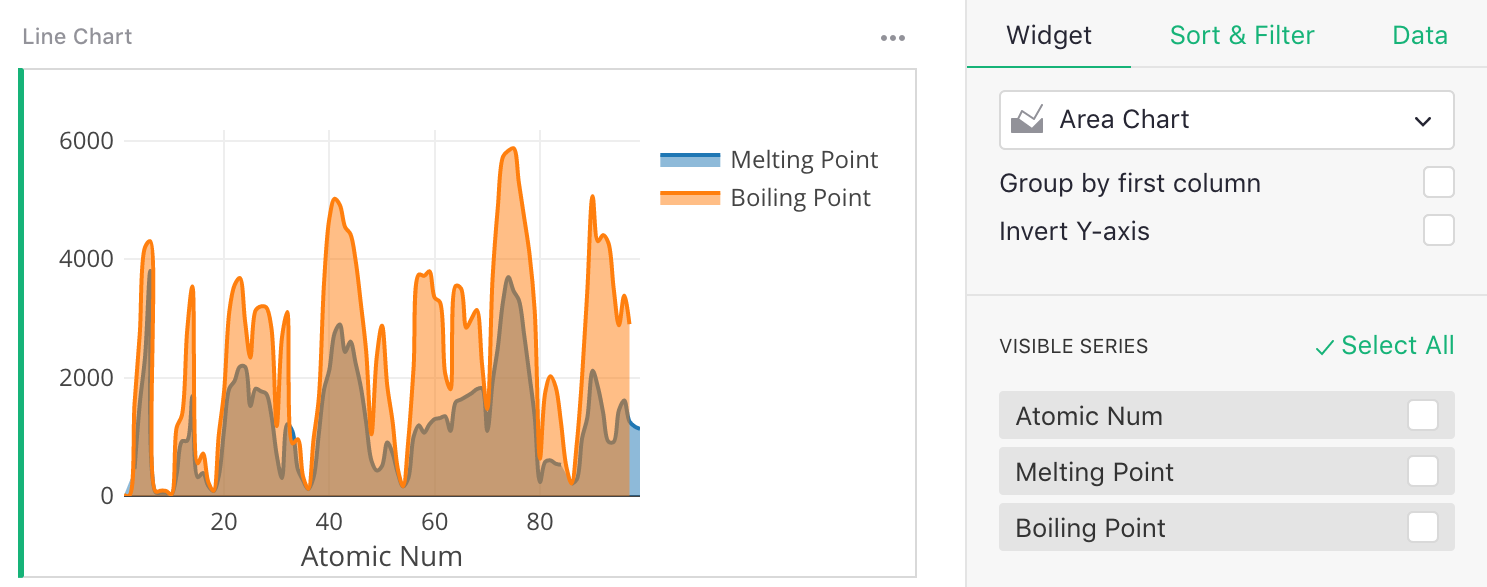 Line Chart
6000
4000
2000
0
20 40 60 80
Atomic Num
Melting Point
Boiling Point
Widget Sort & Filter Data
Area Chart
Group by first column
Invert Y-axis
VISIBLE SERIES Select All
Atomic Num
Melting Point
Boiling Point